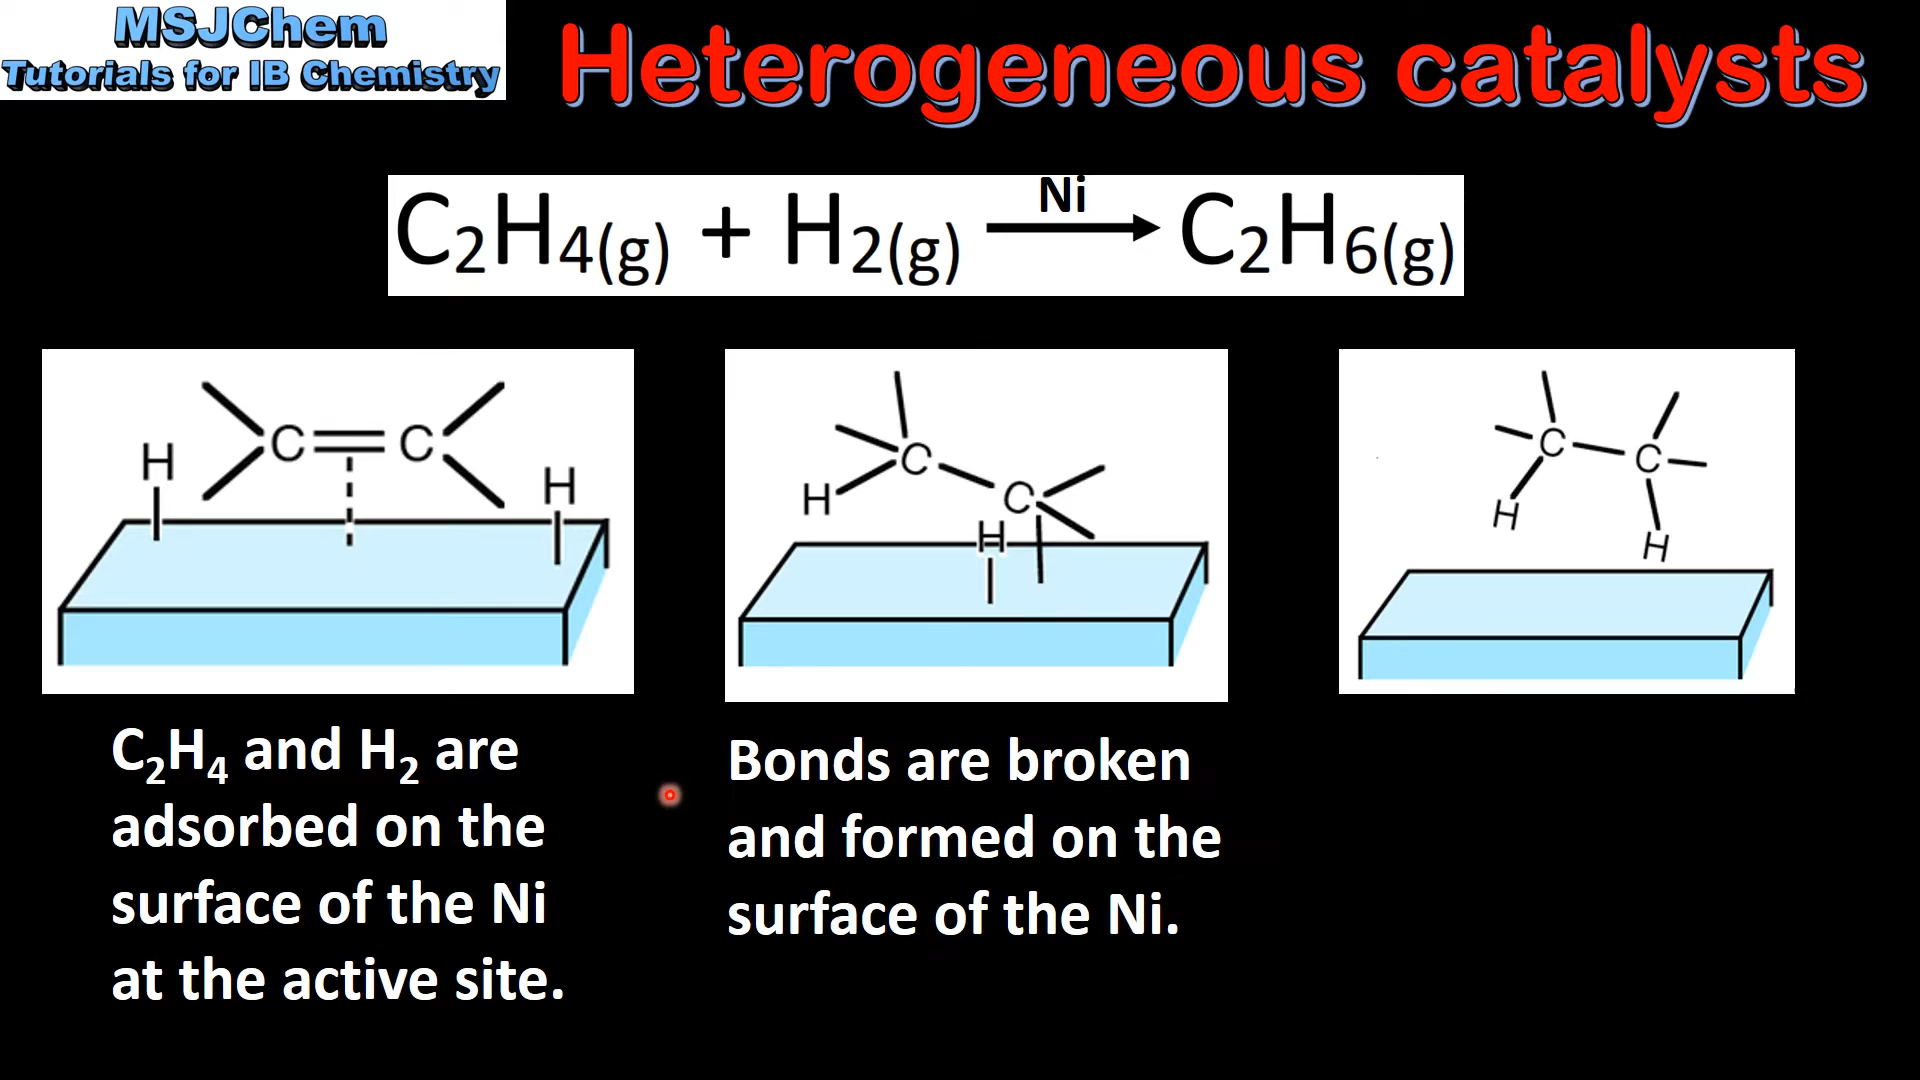 MSJChem
Tutorials for IB Chemistry
Heterogeneous catalysts
C₂H₄(g) + H₂(g) Ni → C₂H₆(g)
H C C H
C H C H
C C H H
C₂H₄ and H₂ are
adsorbed on the
surface of the Ni
at the active site.
Bonds are broken
and formed on the
surface of the Ni.